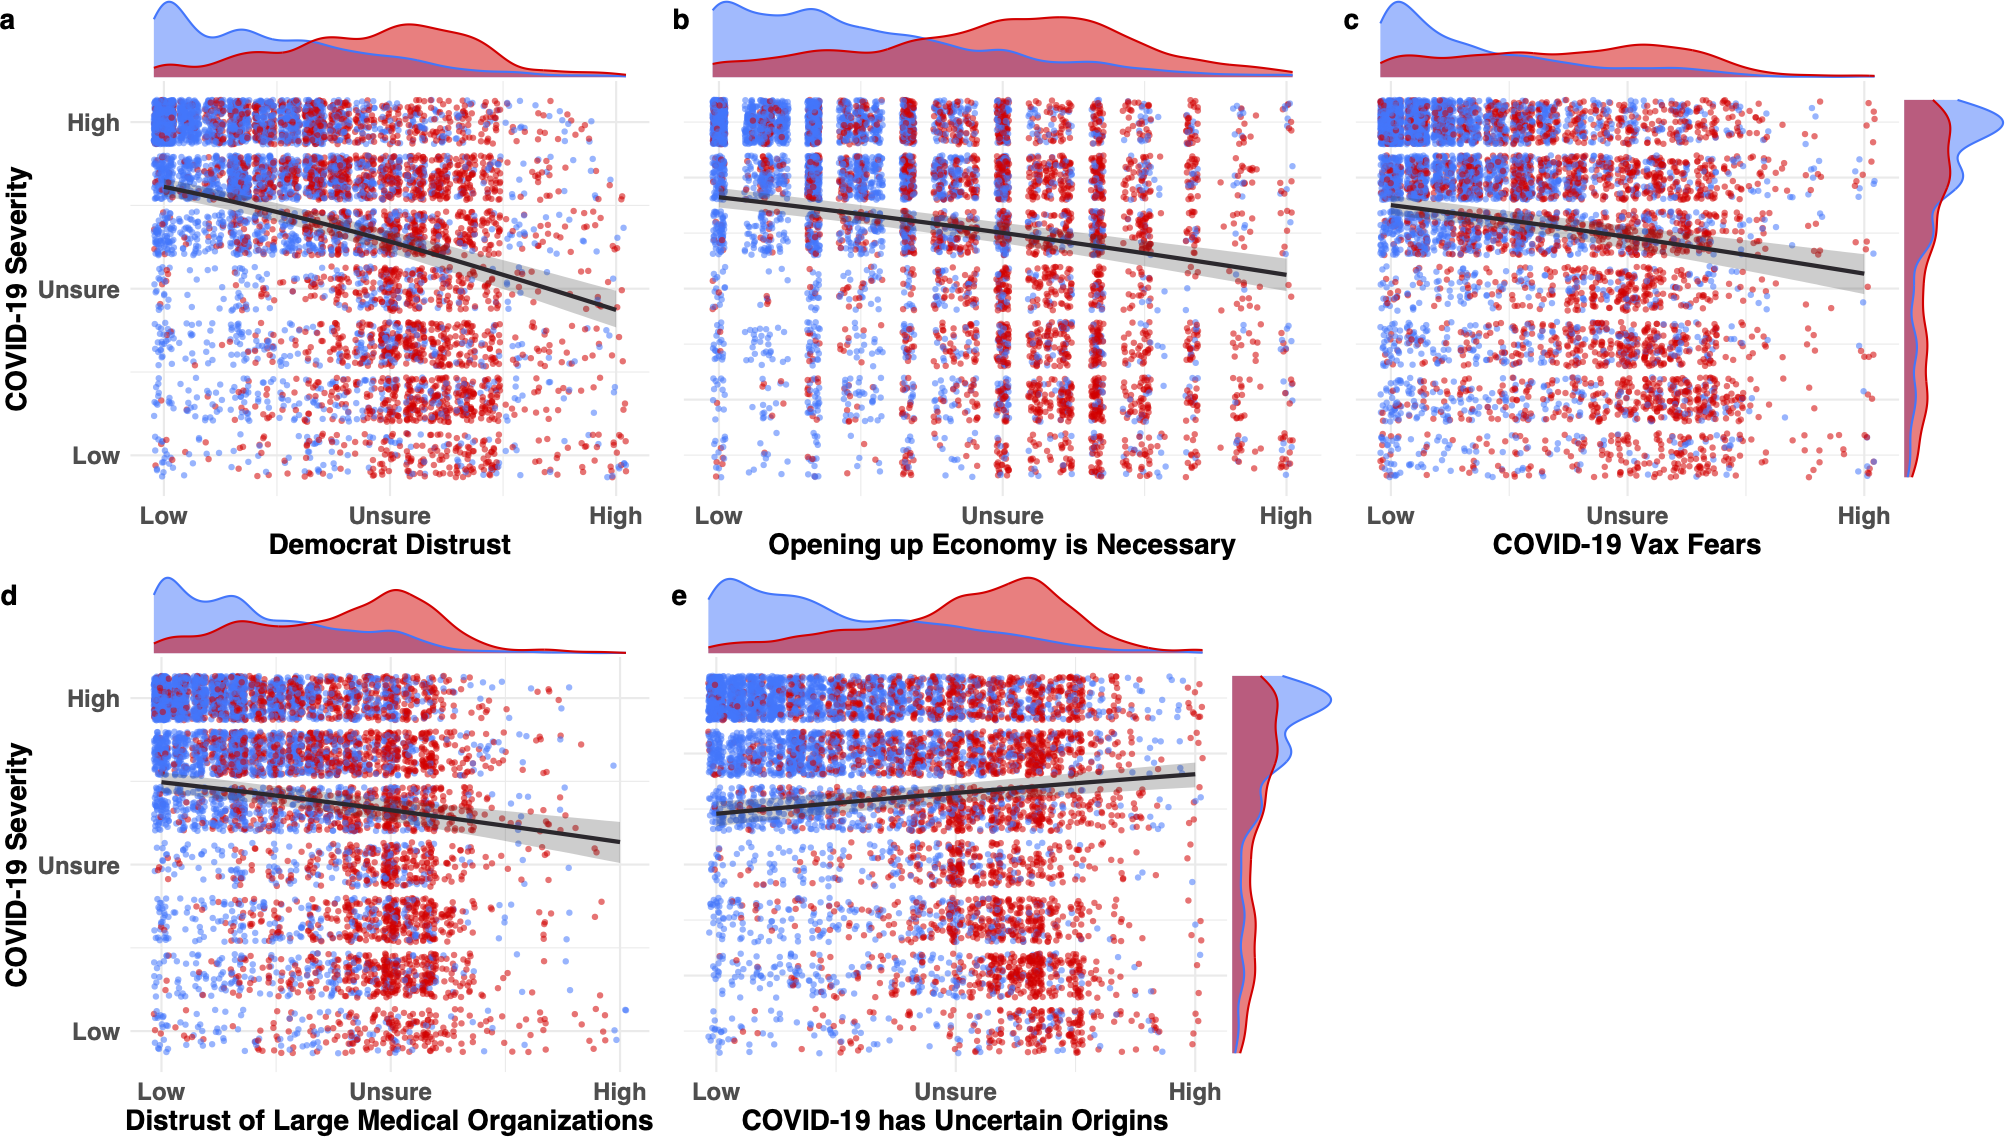 a
b
c
COVID-19 Severity
High
Unsure
Low
Low Unsure High
Democrat Distrust
Low Unsure High
Opening up Economy is Necessary
Low Unsure High
COVID-19 Vax Fears
d
e
COVID-19 Severity
High
Unsure
Low
Low Unsure High
Distrust of Large Medical Organizations
Low Unsure High
COVID-19 has Uncertain Origins